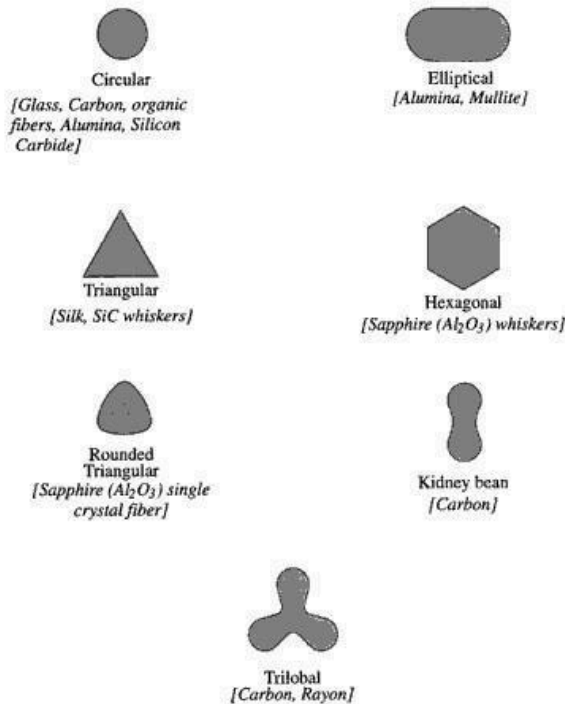 Circular
[Glass, Carbon, organic
fibers, Alumina, Silicon
Carbide]
Elliptical
[Alumina, Mullite]
Triangular
[Silk, SiC whiskers]
Hexagonal
[Sapphire (Al₂O₃) whiskers]
Rounded
Triangular
[Sapphire (Al₂O₃) single
crystal fiber]
Kidney bean
[Carbon]
Trilobal
[Carbon, Rayon]